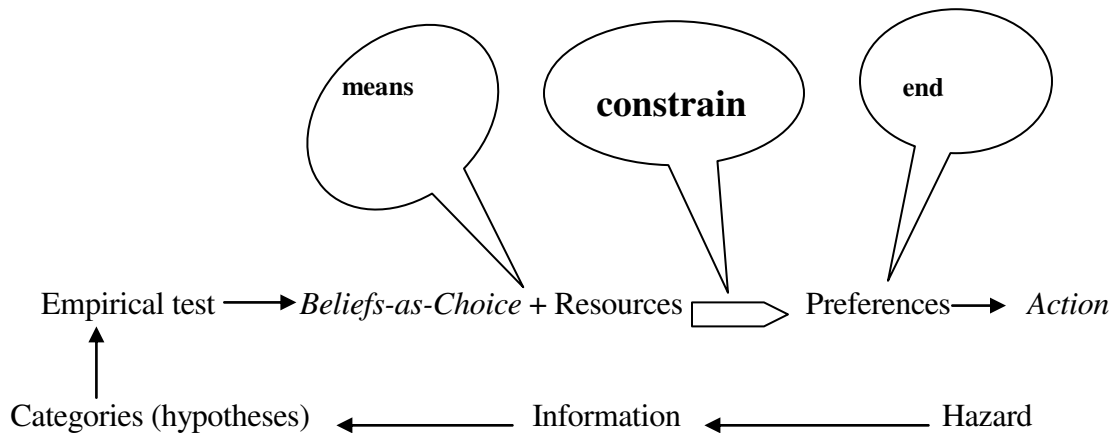 means
constrain
end
Empirical test Beliefs-as-Choice + Resources Preferences Action
Categories (hypotheses) Information Hazard